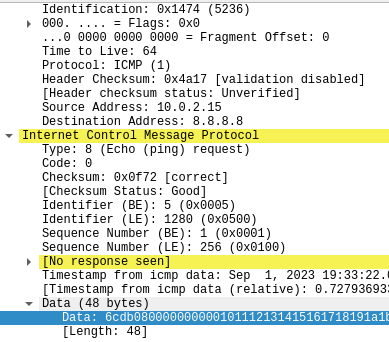 Identification: 0x1474 (5236)
000. .... = Flags: 0x0
...0 0000 0000 0000 = Fragment Offset: 0
Time to Live: 64
Protocol: ICMP (1)
Header Checksum: 0x4a17 [validation disabled]
[Header checksum status: Unverified]
Source Address: 10.0.2.15
Destination Address: 8.8.8.8
Internet Control Message Protocol
Type: 8 (Echo (ping) request)
Code: 0
Checksum: 0x0f72 [correct]
[Checksum Status: Good]
Identifier (BE): 5 (0x0005)
Identifier (LE): 1280 (0x0500)
Sequence Number (BE): 1 (0x0001)
Sequence Number (LE): 256 (0x0100)
[No response seen]
Timestamp from icmp data: Sep  1, 2023 19:33:22.0
[Timestamp from icmp data (relative): 0.727936933
Data (48 bytes)
Data: 6cdb080000000000101112131415161718191a1b
[Length: 48]